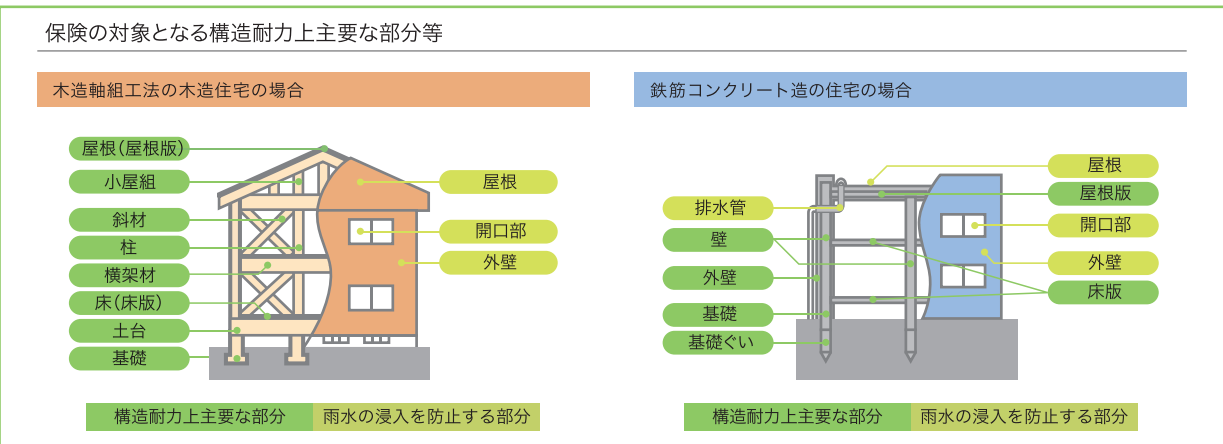 保険の対象となる構造耐力上主要な部分等
木造軸組工法の木造住宅の場合
屋根(屋根版)
小屋組
斜材
柱
横架材
床(床版)
土台
基礎
屋根
開口部
外壁
構造耐力上主要な部分
雨水の浸入を防止する部分
鉄筋コンクリート造の住宅の場合
排水管
壁
外壁
基礎
基礎ぐい
屋根
屋根版
開口部
外壁
床版
構造耐力上主要な部分
雨水の浸入を防止する部分